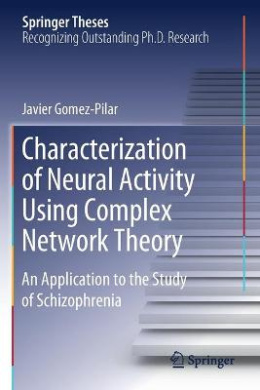 Springer Theses
Recognizing Outstanding Ph.D. Research
Javier Gomez-Pilar
Characterization
of Neural Activity
Using Complex
Network Theory
An Application to the Study
of Schizophrenia
Springer